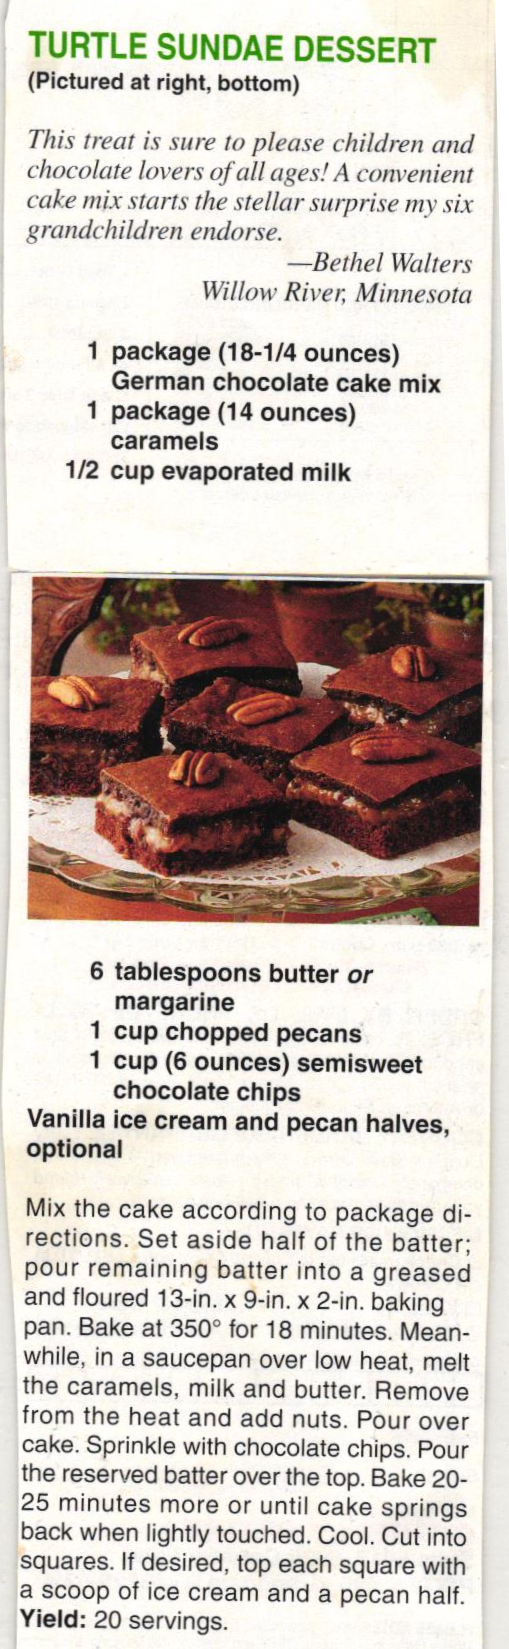 TURTLE SUNDAE DESSERT
(Pictured at right, bottom)
This treat is sure to please children and
chocolate lovers of all ages! A convenient
cake mix starts the stellar surprise my six
grandchildren endorse.
—Bethel Walters
Willow River, Minnesota
1 package (18-1/4 ounces)
German chocolate cake mix
1 package (14 ounces)
caramels
1/2 cup evaporated milk
6 tablespoons butter or
margarine
1 cup chopped pecans
1 cup (6 ounces) semisweet
chocolate chips
Vanilla ice cream and pecan halves,
optional
Mix the cake according to package di-
rections. Set aside half of the batter;
pour remaining batter into a greased
and floured 13-in. x 9-in. x 2-in. baking
pan. Bake at 350° for 18 minutes. Mean-
while, in a saucepan over low heat, melt
the caramels, milk and butter. Remove
from the heat and add nuts. Pour over
cake. Sprinkle with chocolate chips. Pour
the reserved batter over the top. Bake 20-
25 minutes more or until cake springs
back when lightly touched. Cool. Cut into
squares. If desired, top each square with
a scoop of ice cream and a pecan half.
Yield: 20 servings.